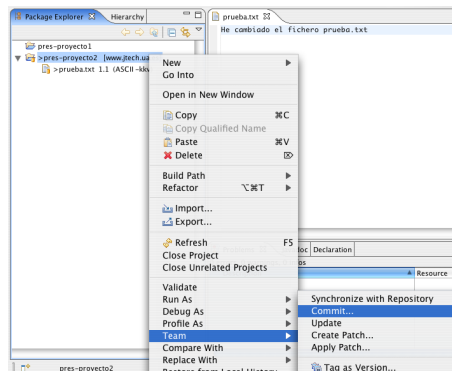 Package Explorer
Hierarchy
prueba.txt
He cambiado el fichero prueba.txt
pres-proyecto1
>pres-proyecto2 [www.jtech.ua
>prueba.txt 1.1 (ASCII -kkv
New
Go Into
Open in New Window
Copy ⌘C
Copy Qualified Name
Paste ⌘V
Delete ⌦
Build Path
Refactor ⌥⌘T
Import...
Export...
Refresh F5
Close Project
Close Unrelated Projects
Validate
Run As
Debug As
Profile As
Team
Compare With
Replace With
Restore from Local History...
Declaration
Resource
Synchronize with Repository
Commit...
Update
Create Patch...
Apply Patch...
Tag as Version...
pres-proyecto2